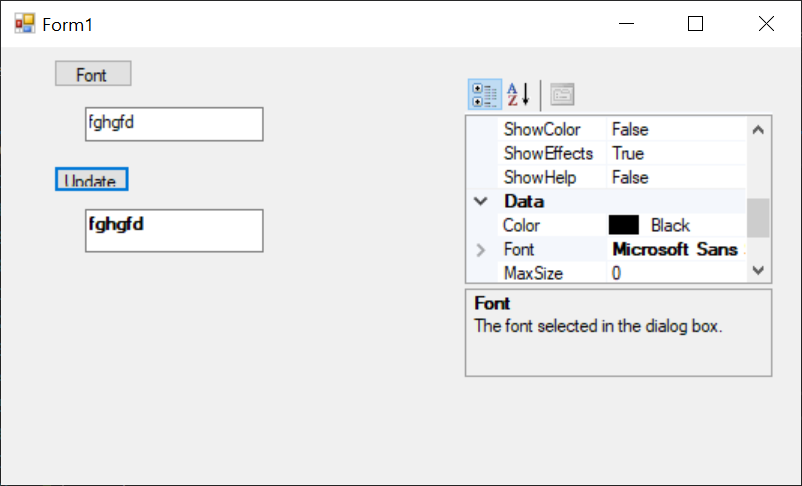 Form1
Font
fghgfd
Update
fghgfd
ShowColor False
ShowEffects True
ShowHelp False
Data
Color Black
Font Microsoft Sans
MaxSize 0
Font
The font selected in the dialog box.